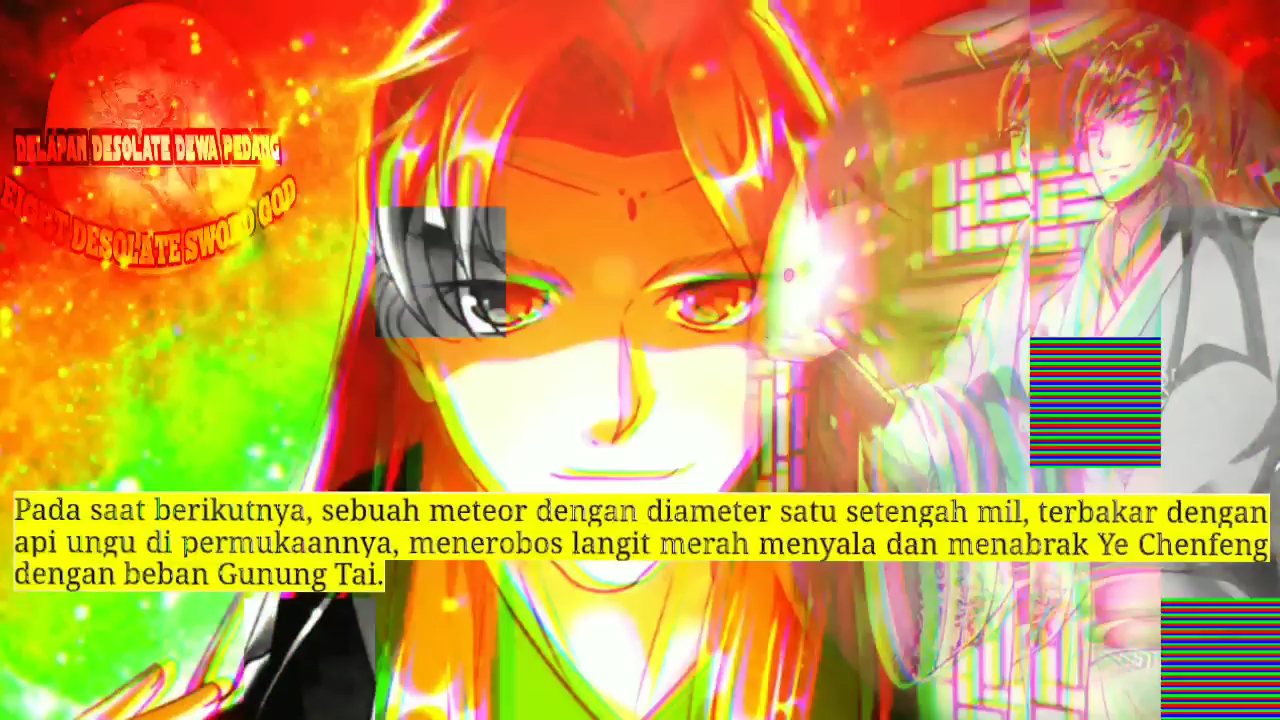 DELAPAN DESOLATE DEWA PEDANG
EIGHT DESOLATE SWORD GOD
Pada saat berikutnya, sebuah meteor dengan diameter satu setengah mil, terbakar dengan
api ungu di permukaannya, menerobos langit merah menyala dan menabrak Ye Chenfeng
dengan beban Gunung Tai.